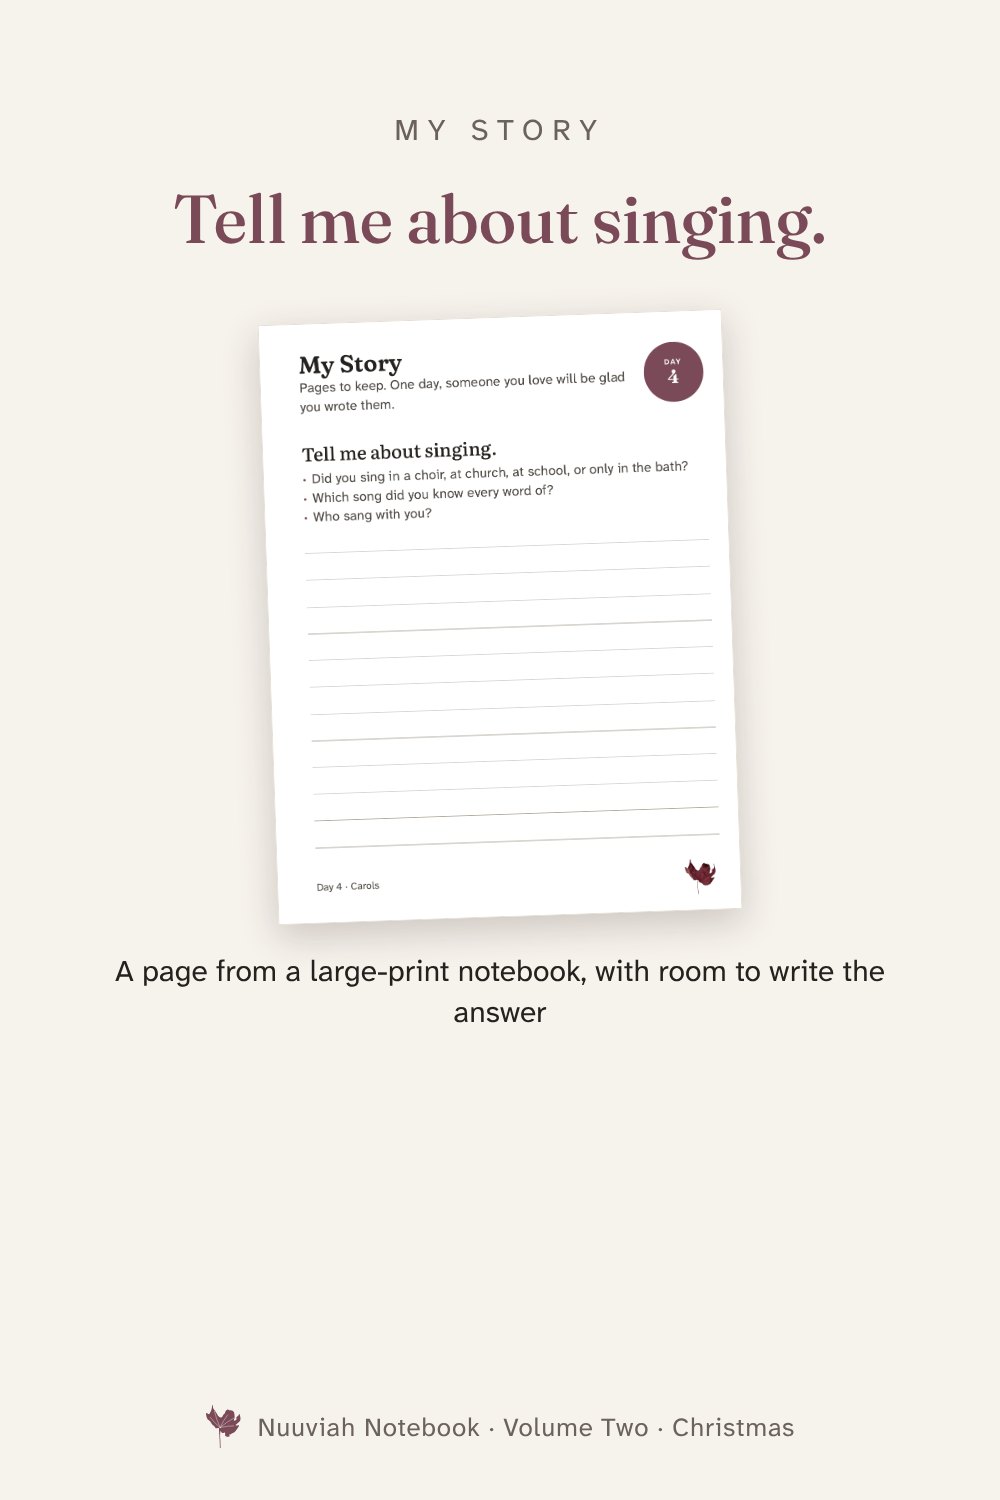 MY STORY
Tell me about singing.
My Story
DAY
4
Pages to keep. One day, someone you love will be glad
you wrote them.
Tell me about singing.
• Did you sing in a choir, at church, at school, or only in the bath?
• Which song did you know every word of?
• Who sang with you?
Day 4 · Carols
A page from a large-print notebook, with room to write the
answer
Nuuviah Notebook · Volume Two · Christmas